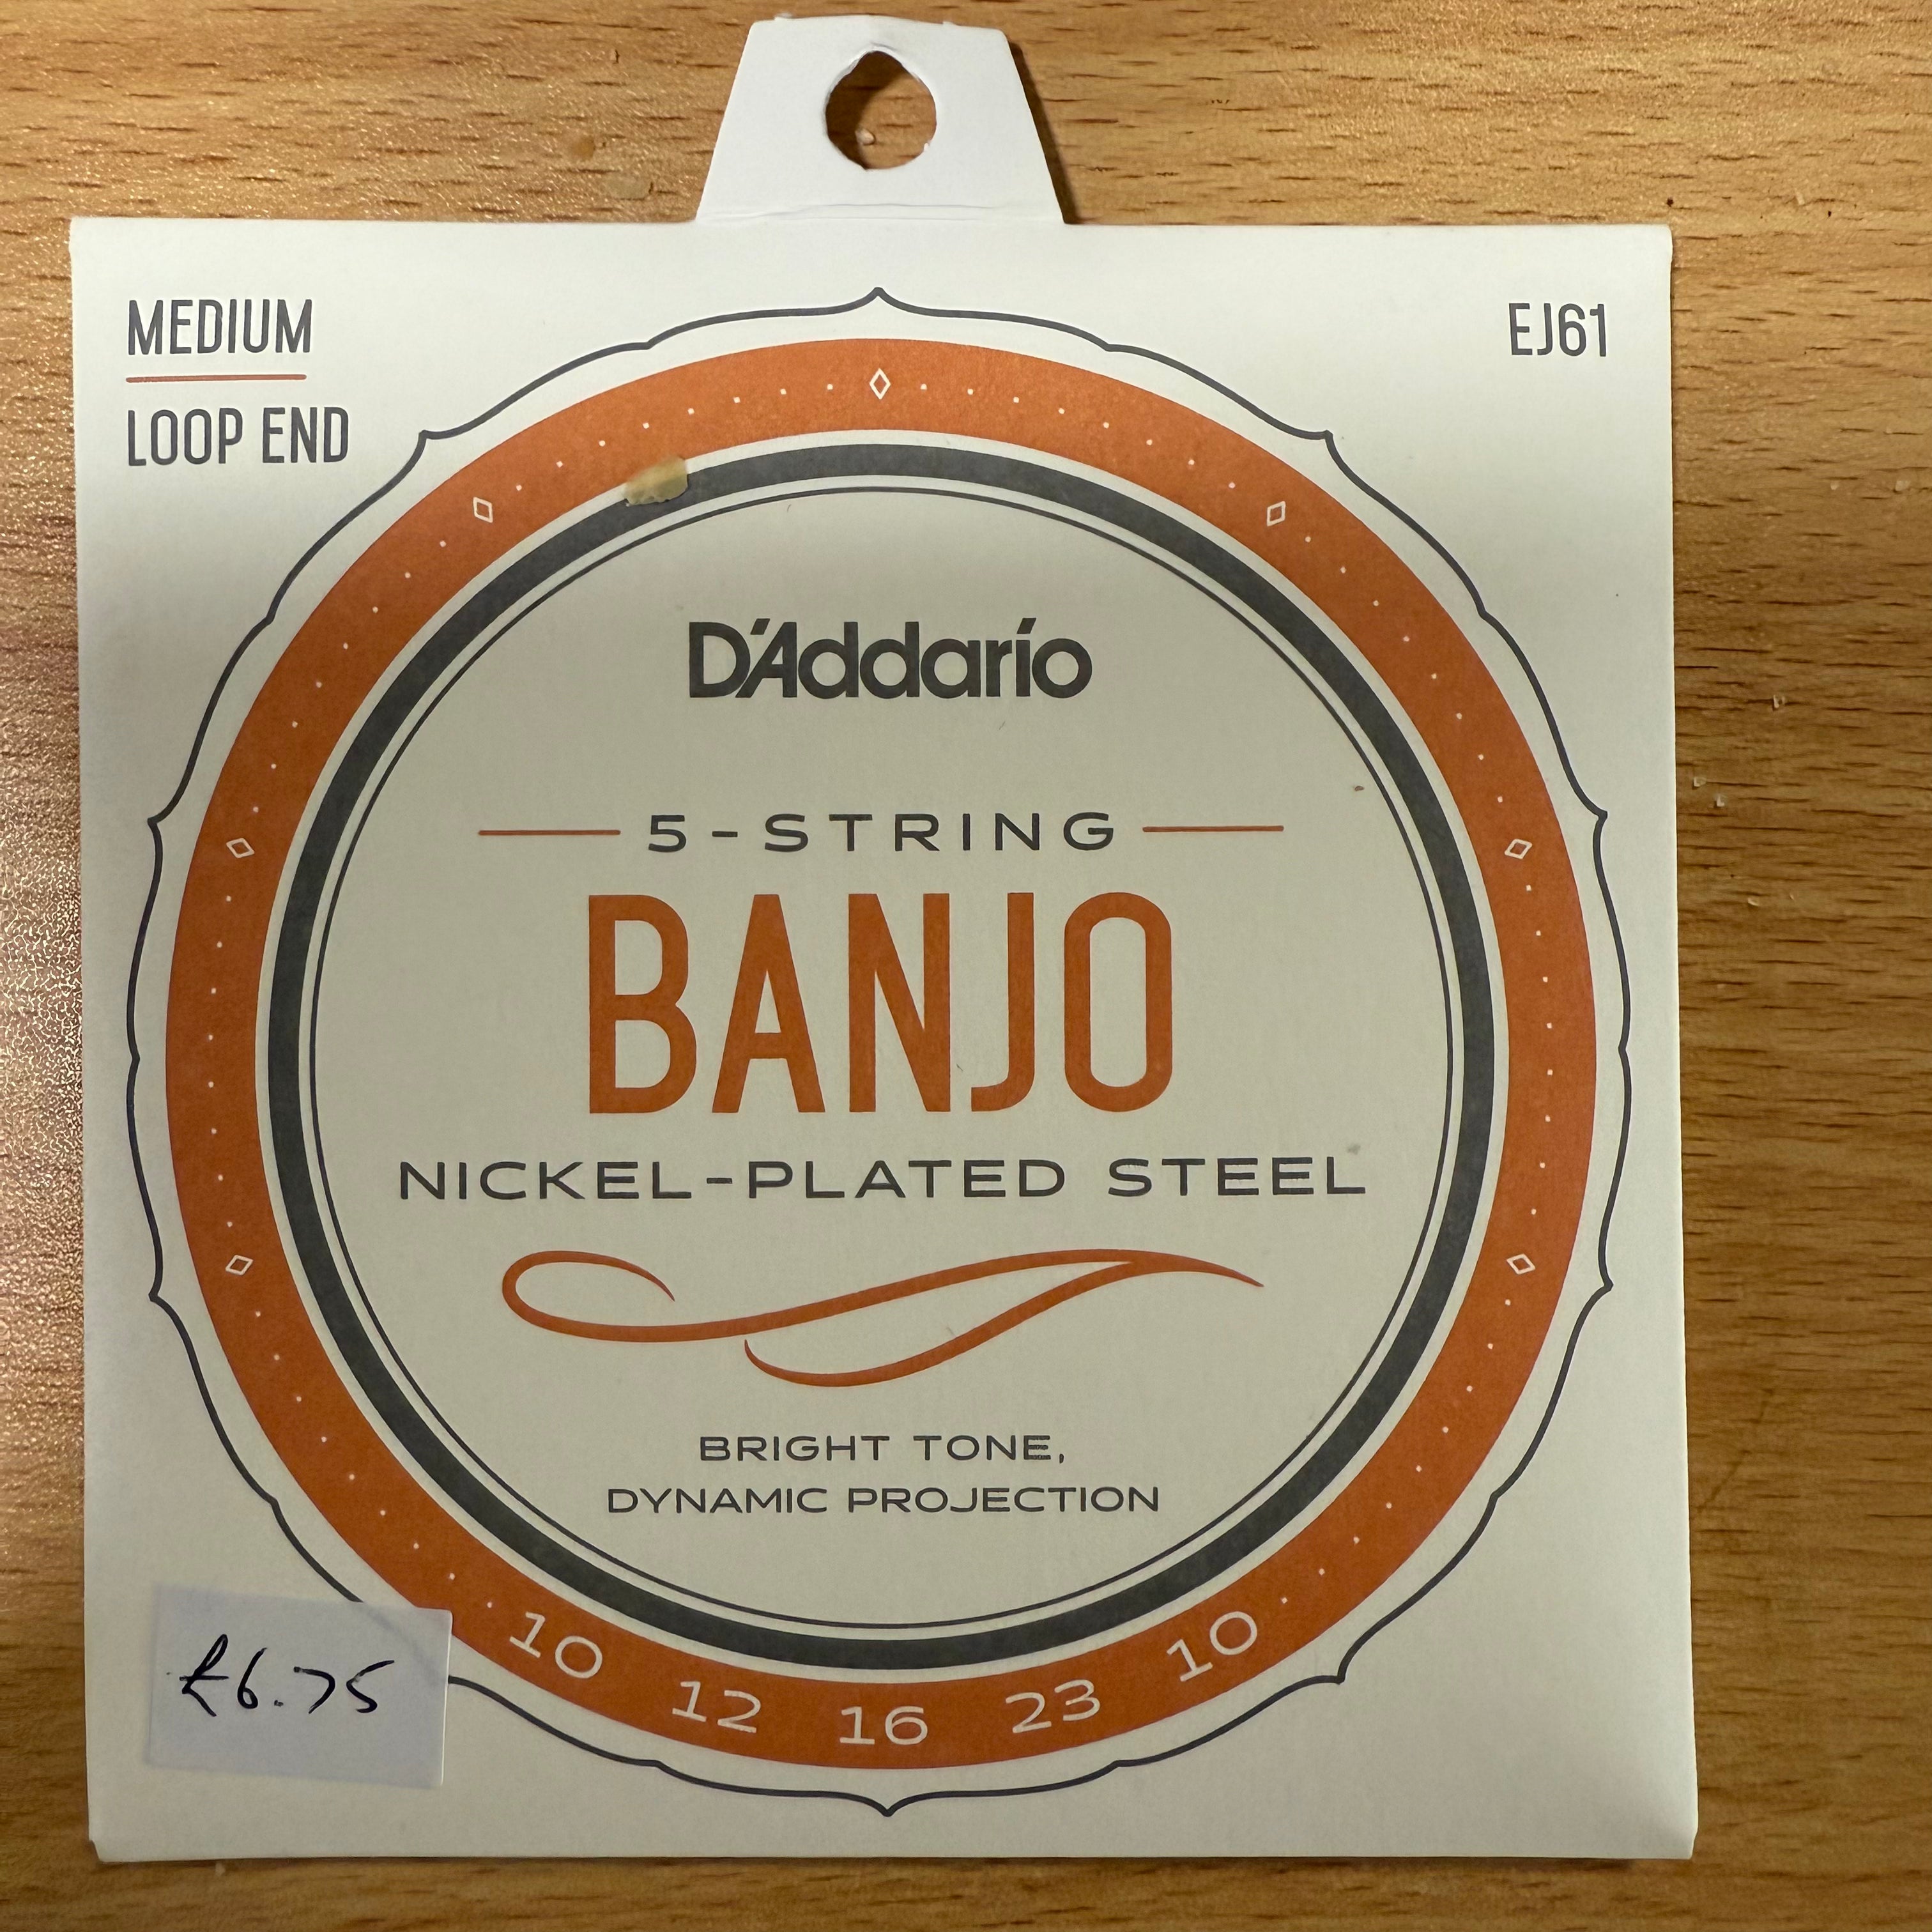 MEDIUM
LOOP END
EJ61
D'Addario
5-STRING
BANJO
NICKEL-PLATED STEEL
BRIGHT TONE,
DYNAMIC PROJECTION
10 12 16 23 10
£6.75